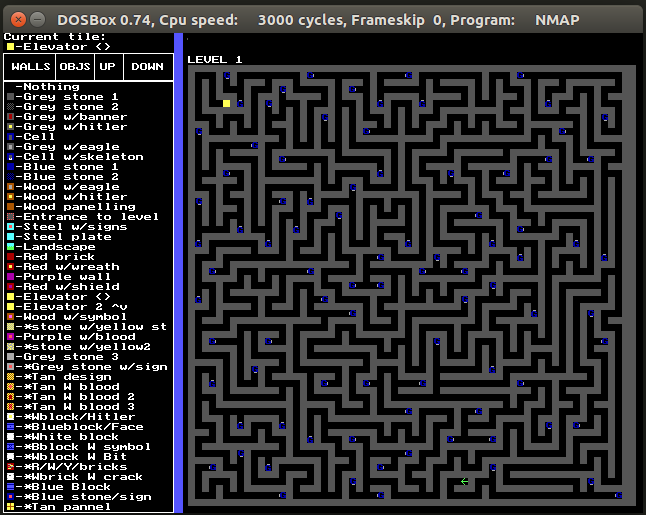 DOSBox 0.74, Cpu speed: 3000 cycles, Frameskip 0, Program: NMAP
Current tile:
-Elevator <>
WALLS OBJS UP DOWN
-Nothing
-Grey stone 1
-Grey stone 2
-Grey w/banner
-Grey w/hitler
-Cell
-Grey w/eagle
-Cell w/skeleton
-Blue stone 1
-Blue stone 2
-Wood w/eagle
-Wood w/hitler
-Wood panelling
-Entrance to level
-Steel w/signs
-Steel plate
-Landscape
-Red brick
-Red w/wreath
-Purple wall
-Red w/shield
-Elevator <>
-Elevator 2 ^v
-Wood w/symbol
-*stone w/yellow st
-Purple w/blood
-*stone w/yellow2
-Grey stone 3
-*Grey stone w/sign
-*Tan design
-*Tan W blood
-*Tan W blood 2
-*Tan W blood 3
-*Wblock/Hitler
-*Blueblock/Face
-*White block
-*Bblock W symbol
-*Wblock W Bit
-*R/W/Y/bricks
-*Wbrick W crack
-*Blue Block
-*Blue stone/sign
-*Tan pannel
LEVEL 1